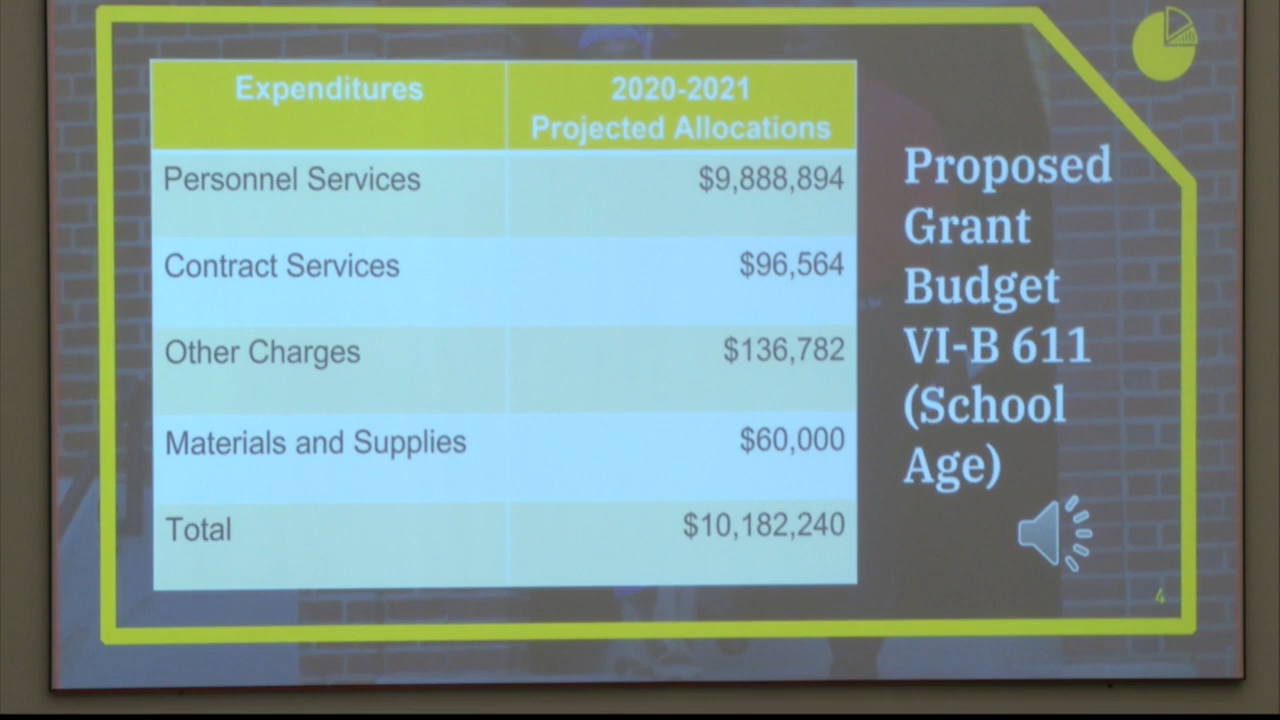 Expenditures
2020-2021
Projected Allocations
Personnel Services $9,888,894
Contract Services $96,564
Other Charges $136,782
Materials and Supplies $60,000
Total $10,182,240
Proposed
Grant
Budget
VI-B 611
(School
Age)
4